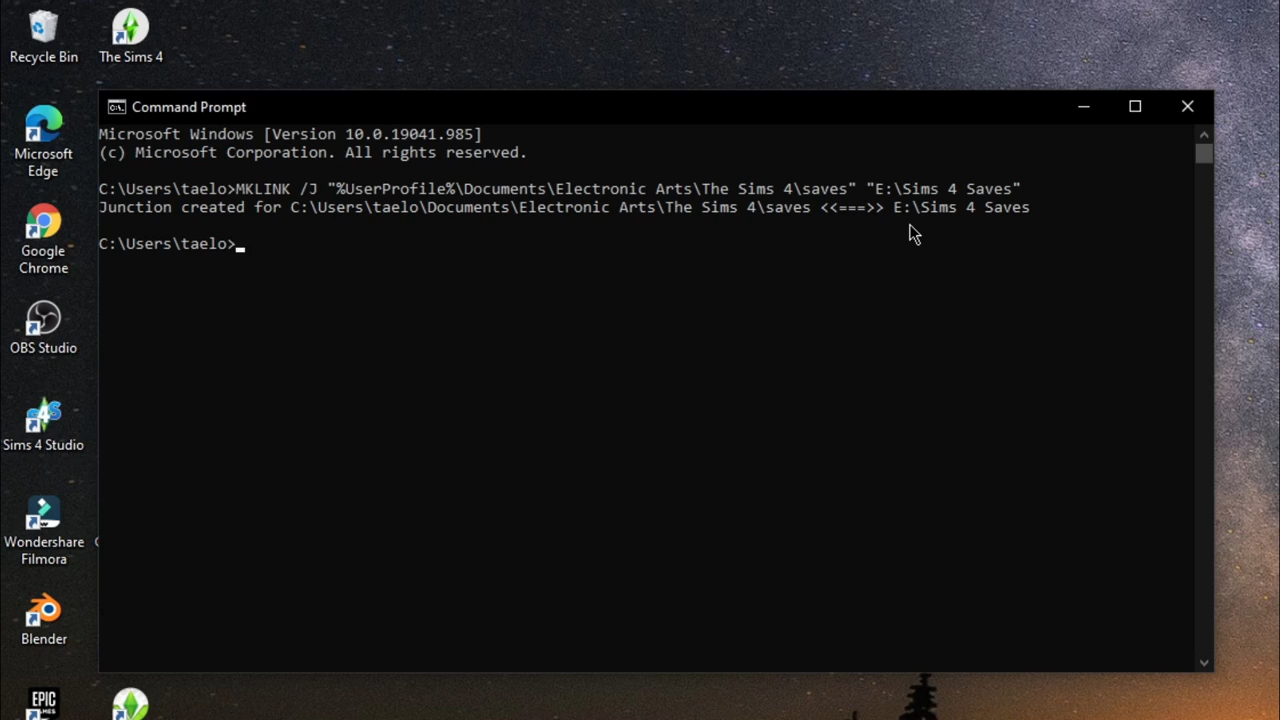 Recycle Bin
The Sims 4
Microsoft
Edge
Google
Chrome
OBS Studio
Sims 4 Studio
Wondershare
Filmora
Blender
EPIC
Command Prompt
Microsoft Windows [Version 10.0.19041.985]
(c) Microsoft Corporation. All rights reserved.
C:\Users\taelo>MKLINK /J "%UserProfile%\Documents\Electronic Arts\The Sims 4\saves" "E:\Sims 4 Saves"
Junction created for C:\Users\taelo\Documents\Electronic Arts\The Sims 4\saves <<===>> E:\Sims 4 Saves
C:\Users\taelo>